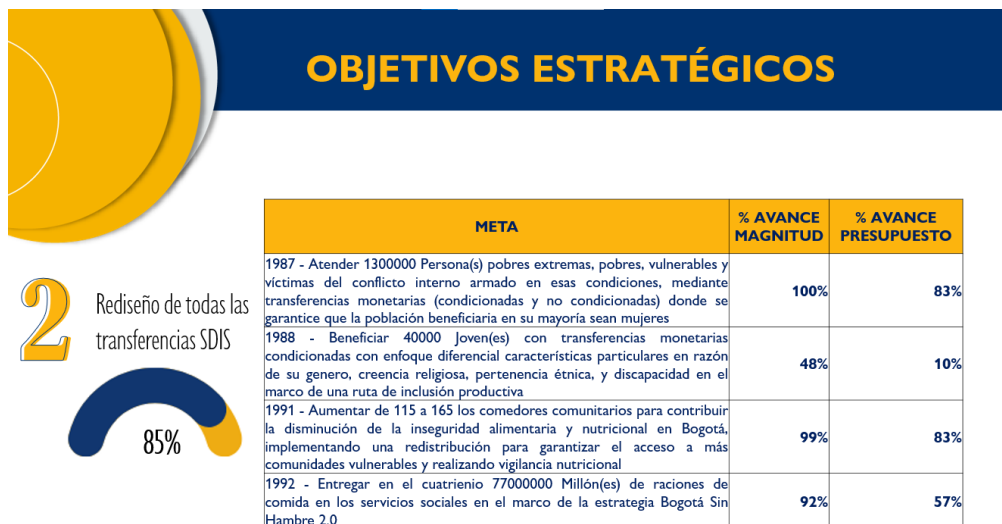 OBJETIVOS ESTRATÉGICOS
2
Rediseño de todas las
transferencias SDIS
85%
META
% AVANCE
MAGNITUD
% AVANCE
PRESUPUESTO
1987 - Atender 1300000 Persona(s) pobres extremas, pobres, vulnerables y
víctimas del conflicto interno armado en esas condiciones, mediante
transferencias monetarias (condicionadas y no condicionadas) donde se
garantice que la población beneficiaria en su mayoría sean mujeres
100%
83%
1988 - Beneficiar 40000 Joven(es) con transferencias monetarias
condicionadas con enfoque diferencial características particulares en razón
de su genero, creencia religiosa, pertenencia étnica, y discapacidad en el
marco de una ruta de inclusión productiva
48%
10%
1991 - Aumentar de 115 a 165 los comedores comunitarios para contribuir
la disminución de la inseguridad alimentaria y nutricional en Bogotá,
implementando una redistribución para garantizar el acceso a más
comunidades vulnerables y realizando vigilancia nutricional
99%
83%
1992 - Entregar en el cuatrienio 77000000 Millón(es) de raciones de
comida en los servicios sociales en el marco de la estrategia Bogotá Sin
Hambre 2.0
92%
57%